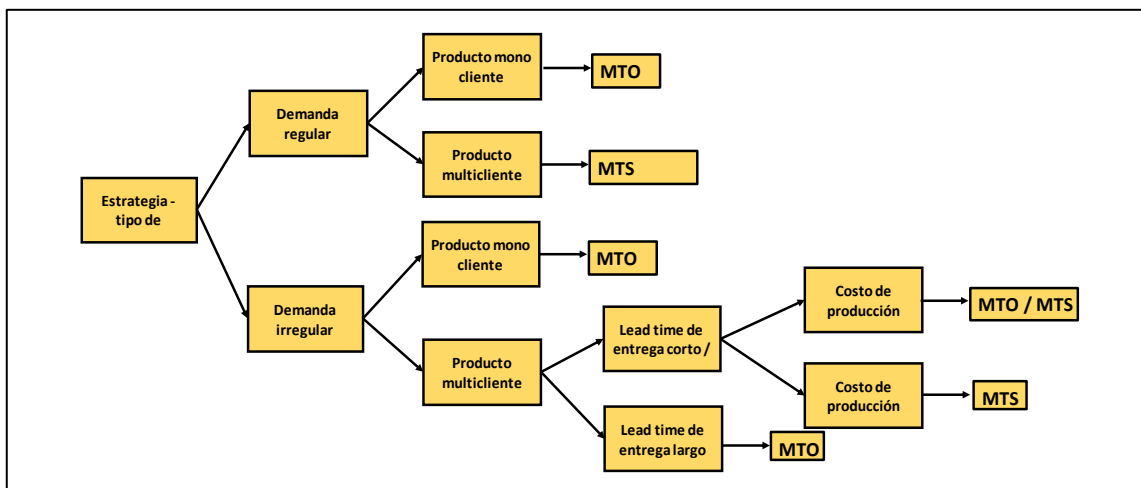 Producto mono
cliente
MTO
Demanda
regular
Producto
multicliente
MTS
Estrategia -
tipo de
Producto mono
cliente
MTO
Demanda
irregular
Producto
multicliente
Lead time de
entrega corto /
Costo de
producción
MTO / MTS
Costo de
producción
MTS
Lead time de
entrega largo
MTO